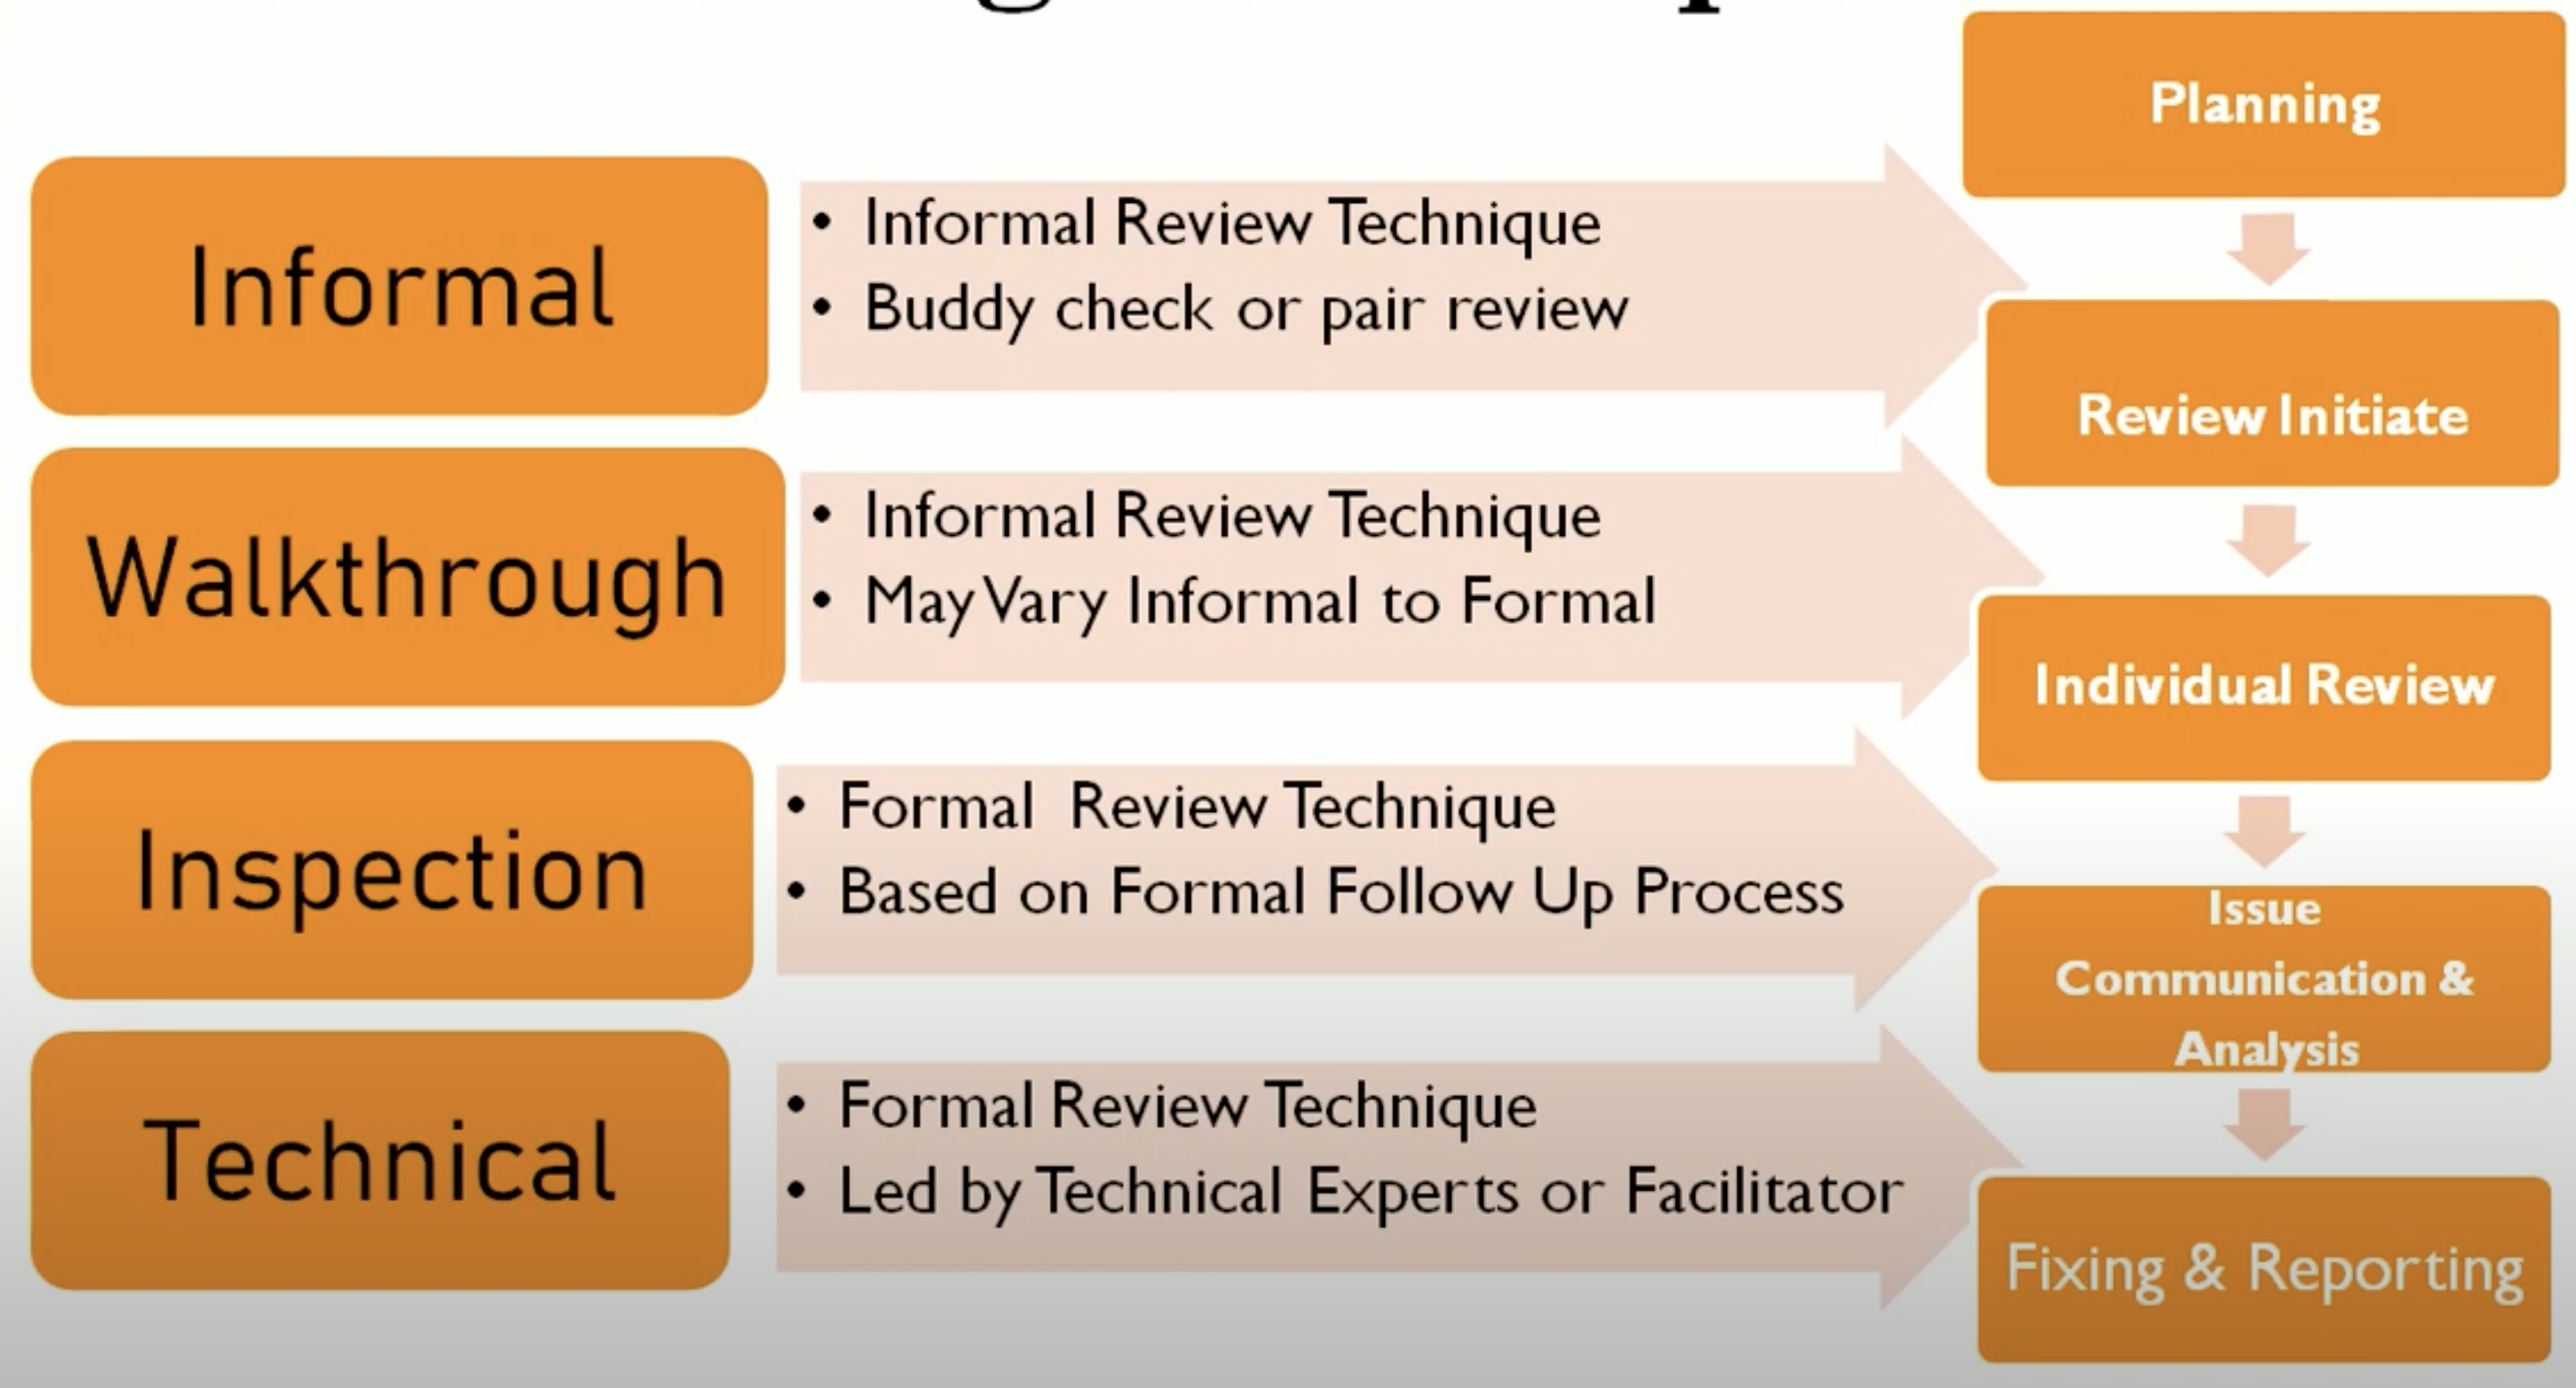 Informal
• Informal Review Technique
• Buddy check or pair review
Walkthrough
• Informal Review Technique
• May Vary Informal to Formal
Inspection
• Formal Review Technique
• Based on Formal Follow Up Process
Technical
• Formal Review Technique
• Led by Technical Experts or Facilitator
Planning
Review Initiate
Individual Review
Issue
Communication &
Analysis
Fixing & Reporting